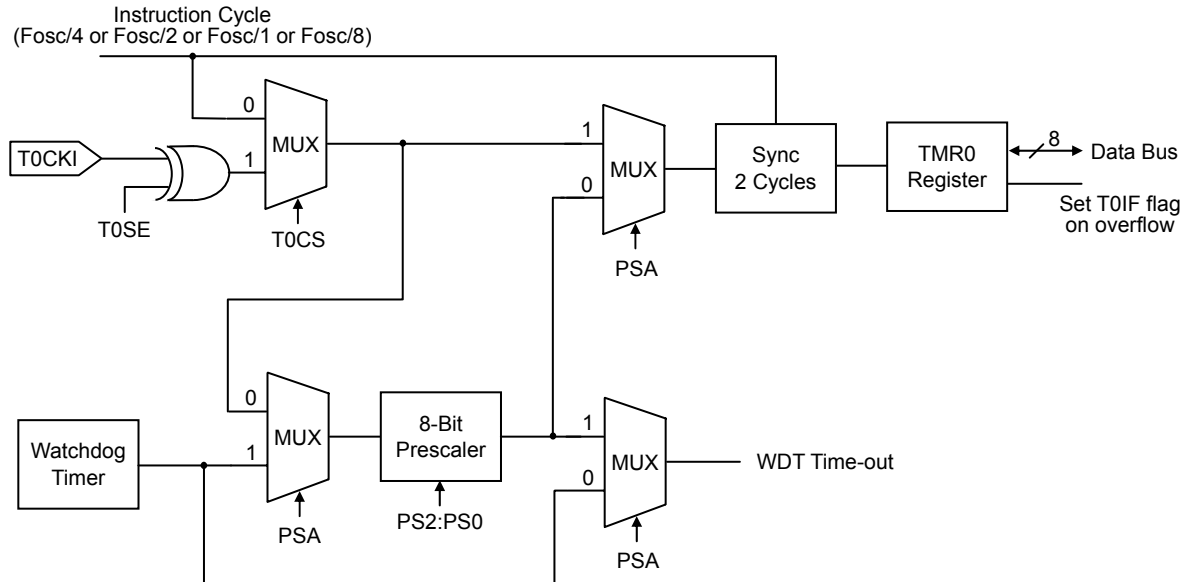 Instruction Cycle
(Fosc/4 or Fosc/2 or Fosc/1 or Fosc/8)
0
MUX
T0CKI
1
T0SE
T0CS
1
MUX
0
PSA
Sync
2 Cycles
TMR0
Register
8
Data Bus
Set T0IF flag
on overflow
Watchdog
Timer
0
MUX
1
PSA
8-Bit
Prescaler
PS2:PS0
1
MUX
0
PSA
WDT Time-out